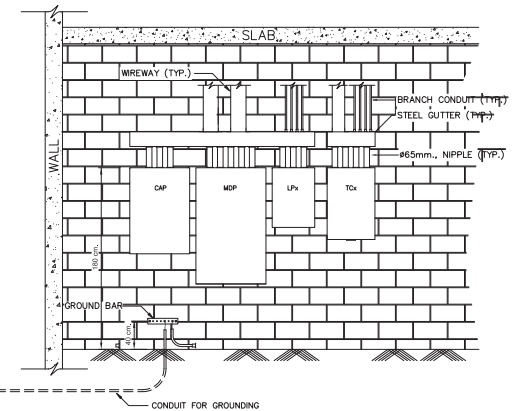 SLAB
WIREWAY (TYP.)
BRANCH CONDUIT (TYP.)
STEEL GUTTER (TYP.)
WALL
ø65mm., NIPPLE (TYP.)
CAP
MDP
LPx
TCx
180 cm.
GROUND BAR
40 cm.
CONDUIT FOR GROUNDING